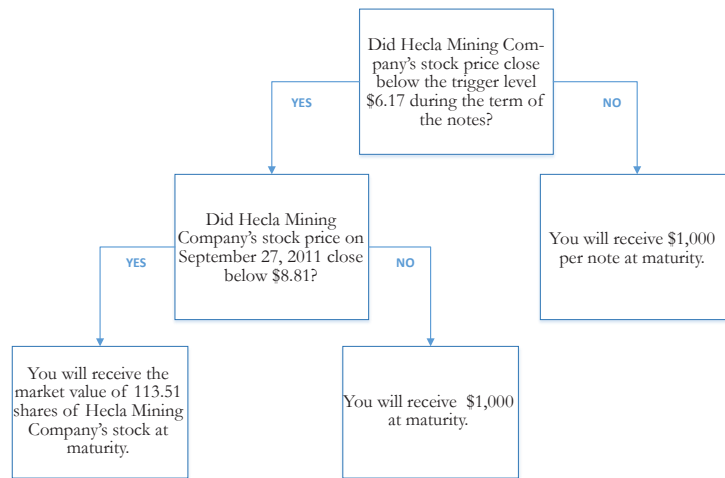 Did Hecla Mining Com-
pany's stock price close
below the trigger level
$6.17 during the term of
the notes?
YES
NO
Did Hecla Mining
Company's stock price on
September 27, 2011 close
below $8.81?
You will receive $1,000
per note at maturity.
YES
NO
You will receive the
market value of 113.51
shares of Hecla Mining
Company's stock at
maturity.
You will receive $1,000
at maturity.